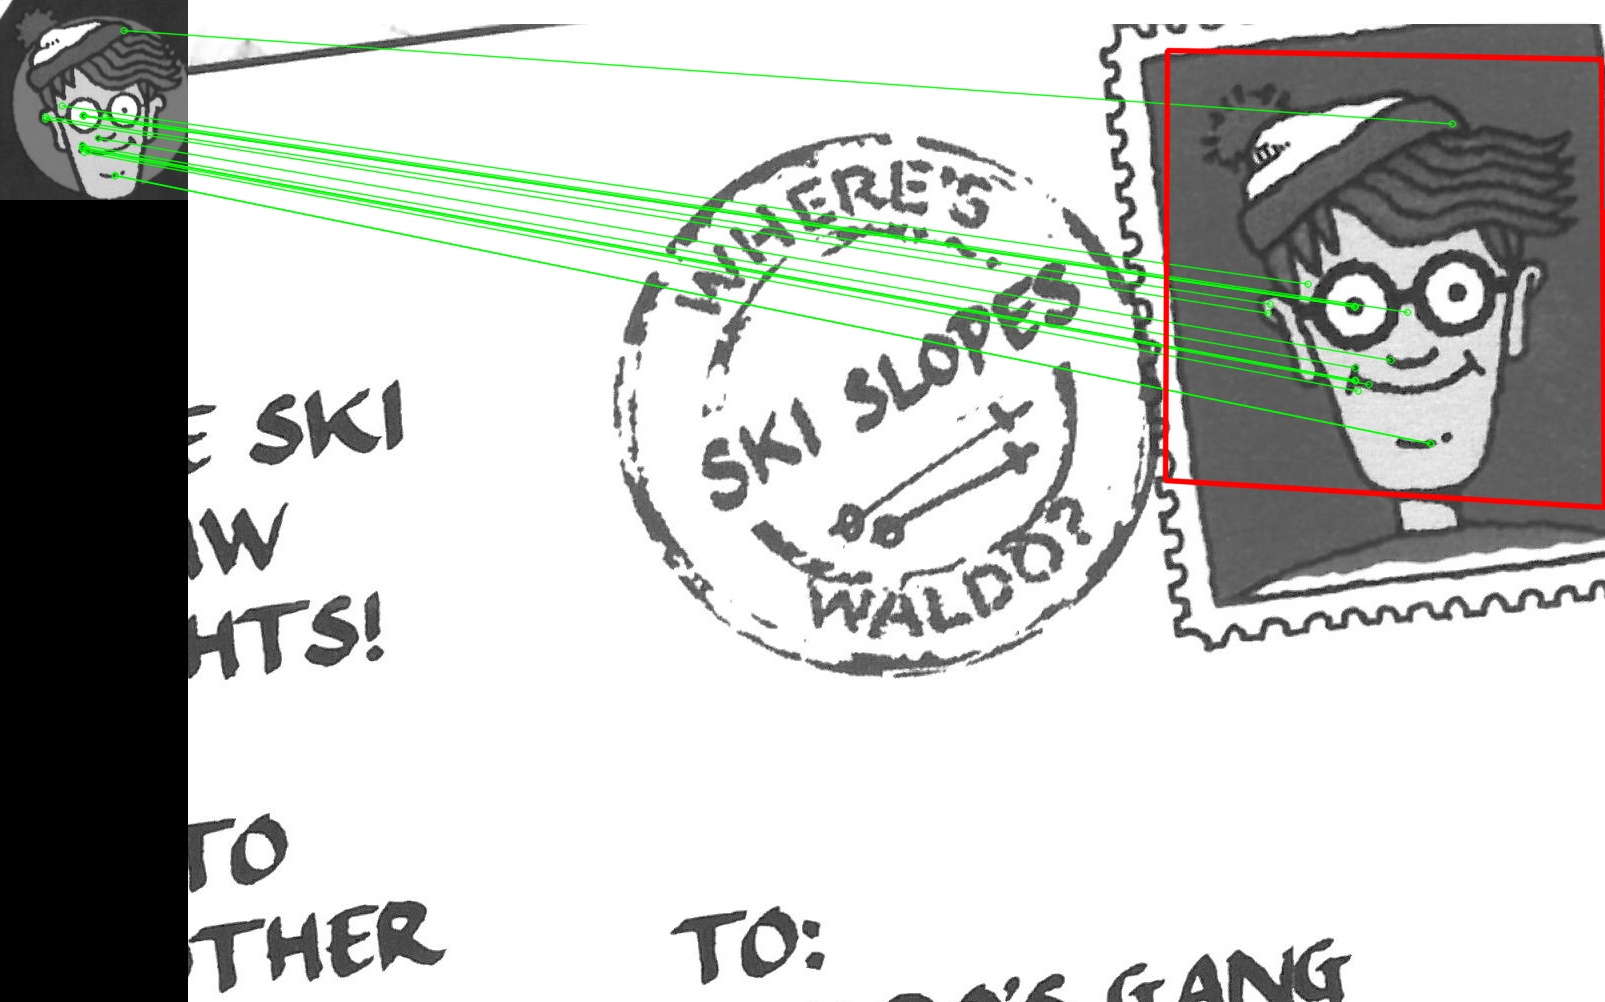 WHERE'S
SKI SLOPES
WALDO?
SKI
HTS!
TO
THER
TO:
GANG